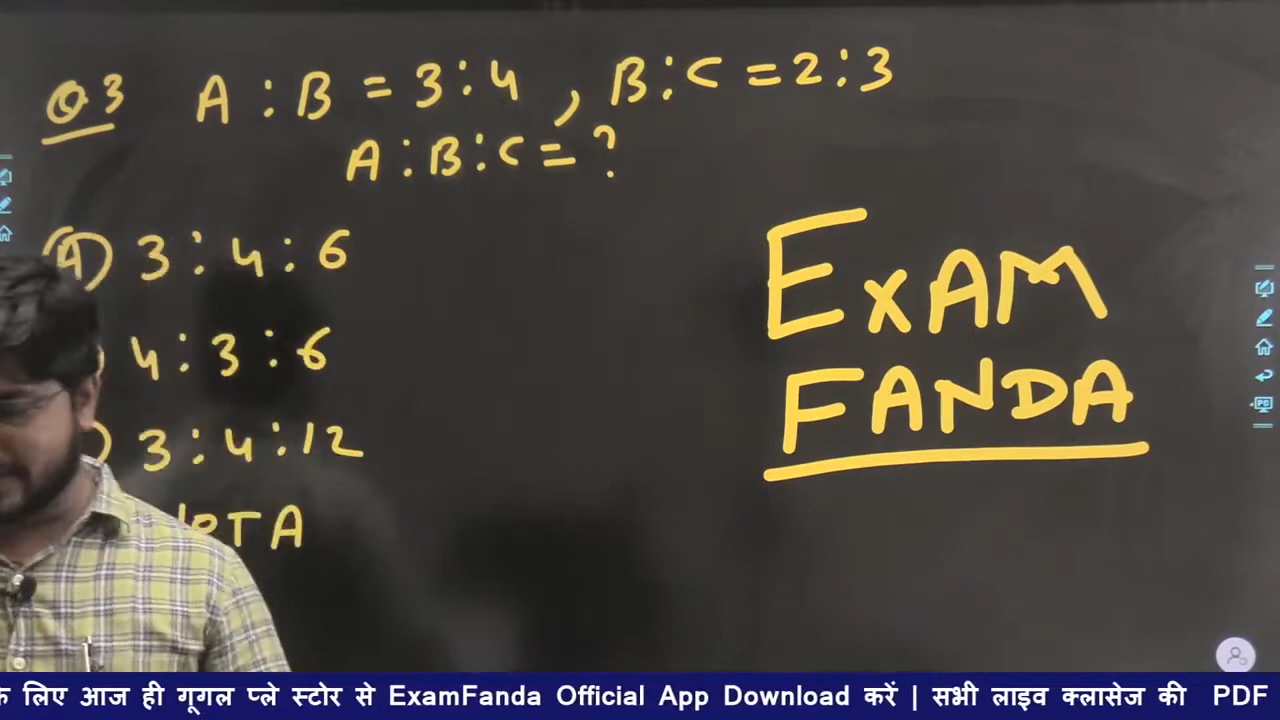 Q3 A : B = 3 : 4 , B : C = 2 : 3
A : B : C = ?
(A) 3 : 4 : 6
4 : 3 : 6
3 : 4 : 12
EXAM
FANDA
के लिए आज ही गूगल प्ले स्टोर से ExamFanda Official App Download करें | सभी लाइव क्लासेज की PDF